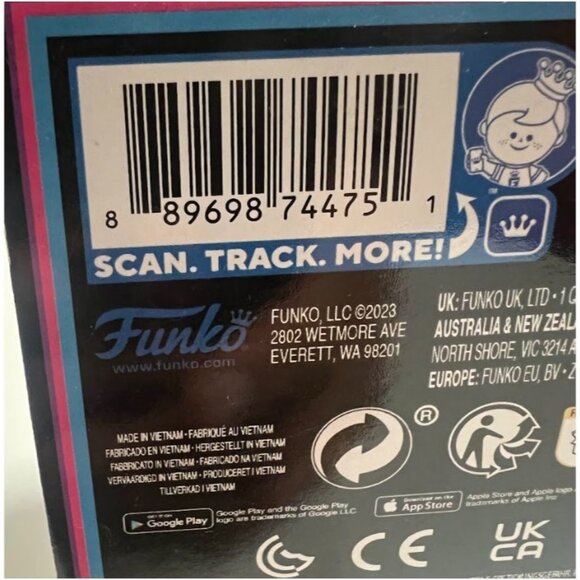 8 89698 74475 1
SCAN. TRACK. MORE!
™
Funko
www.funko.com
FUNKO, LLC ©2023
2802 WETMORE AVE
EVERETT, WA 98201
UK: FUNKO UK, LTD • 1
AUSTRALIA & NEW
NORTH SHORE, VIC 3214
EUROPE: FUNKO EU, BV •
®
MADE IN VIETNAM • FABRIQUÉ AU VIETNAM
FABRICADO EN VIETNAM • HERGESTELLT IN VIETNAM
FABBRICATO IN VIETNAM • FABRICADO NA VIETNAM
VERVAARDIGD IN VIETNAM • PRODUCERET I VIETNAM
TILLVERKAD I VIETNAM
GET IT ON
Google Play
Google Play and the Google Play
logo are trademarks of Google LLC.
Download on the
App Store
Apple Store and Apple logo
trademarks of Apple Inc
CE
UK
CA